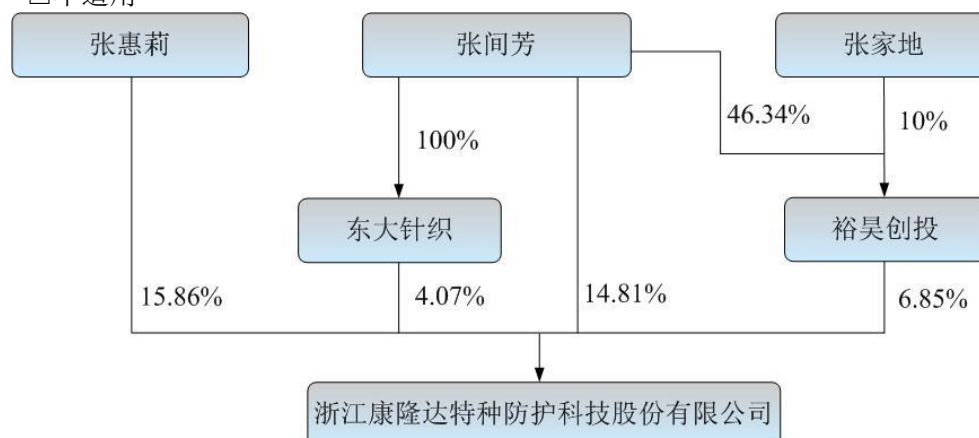 张惠莉
张间芳
张家地
46.34%
10%
100%
东大针织
裕昊创投
15.86%
4.07%
14.81%
6.85%
浙江康隆达特种防护科技股份有限公司